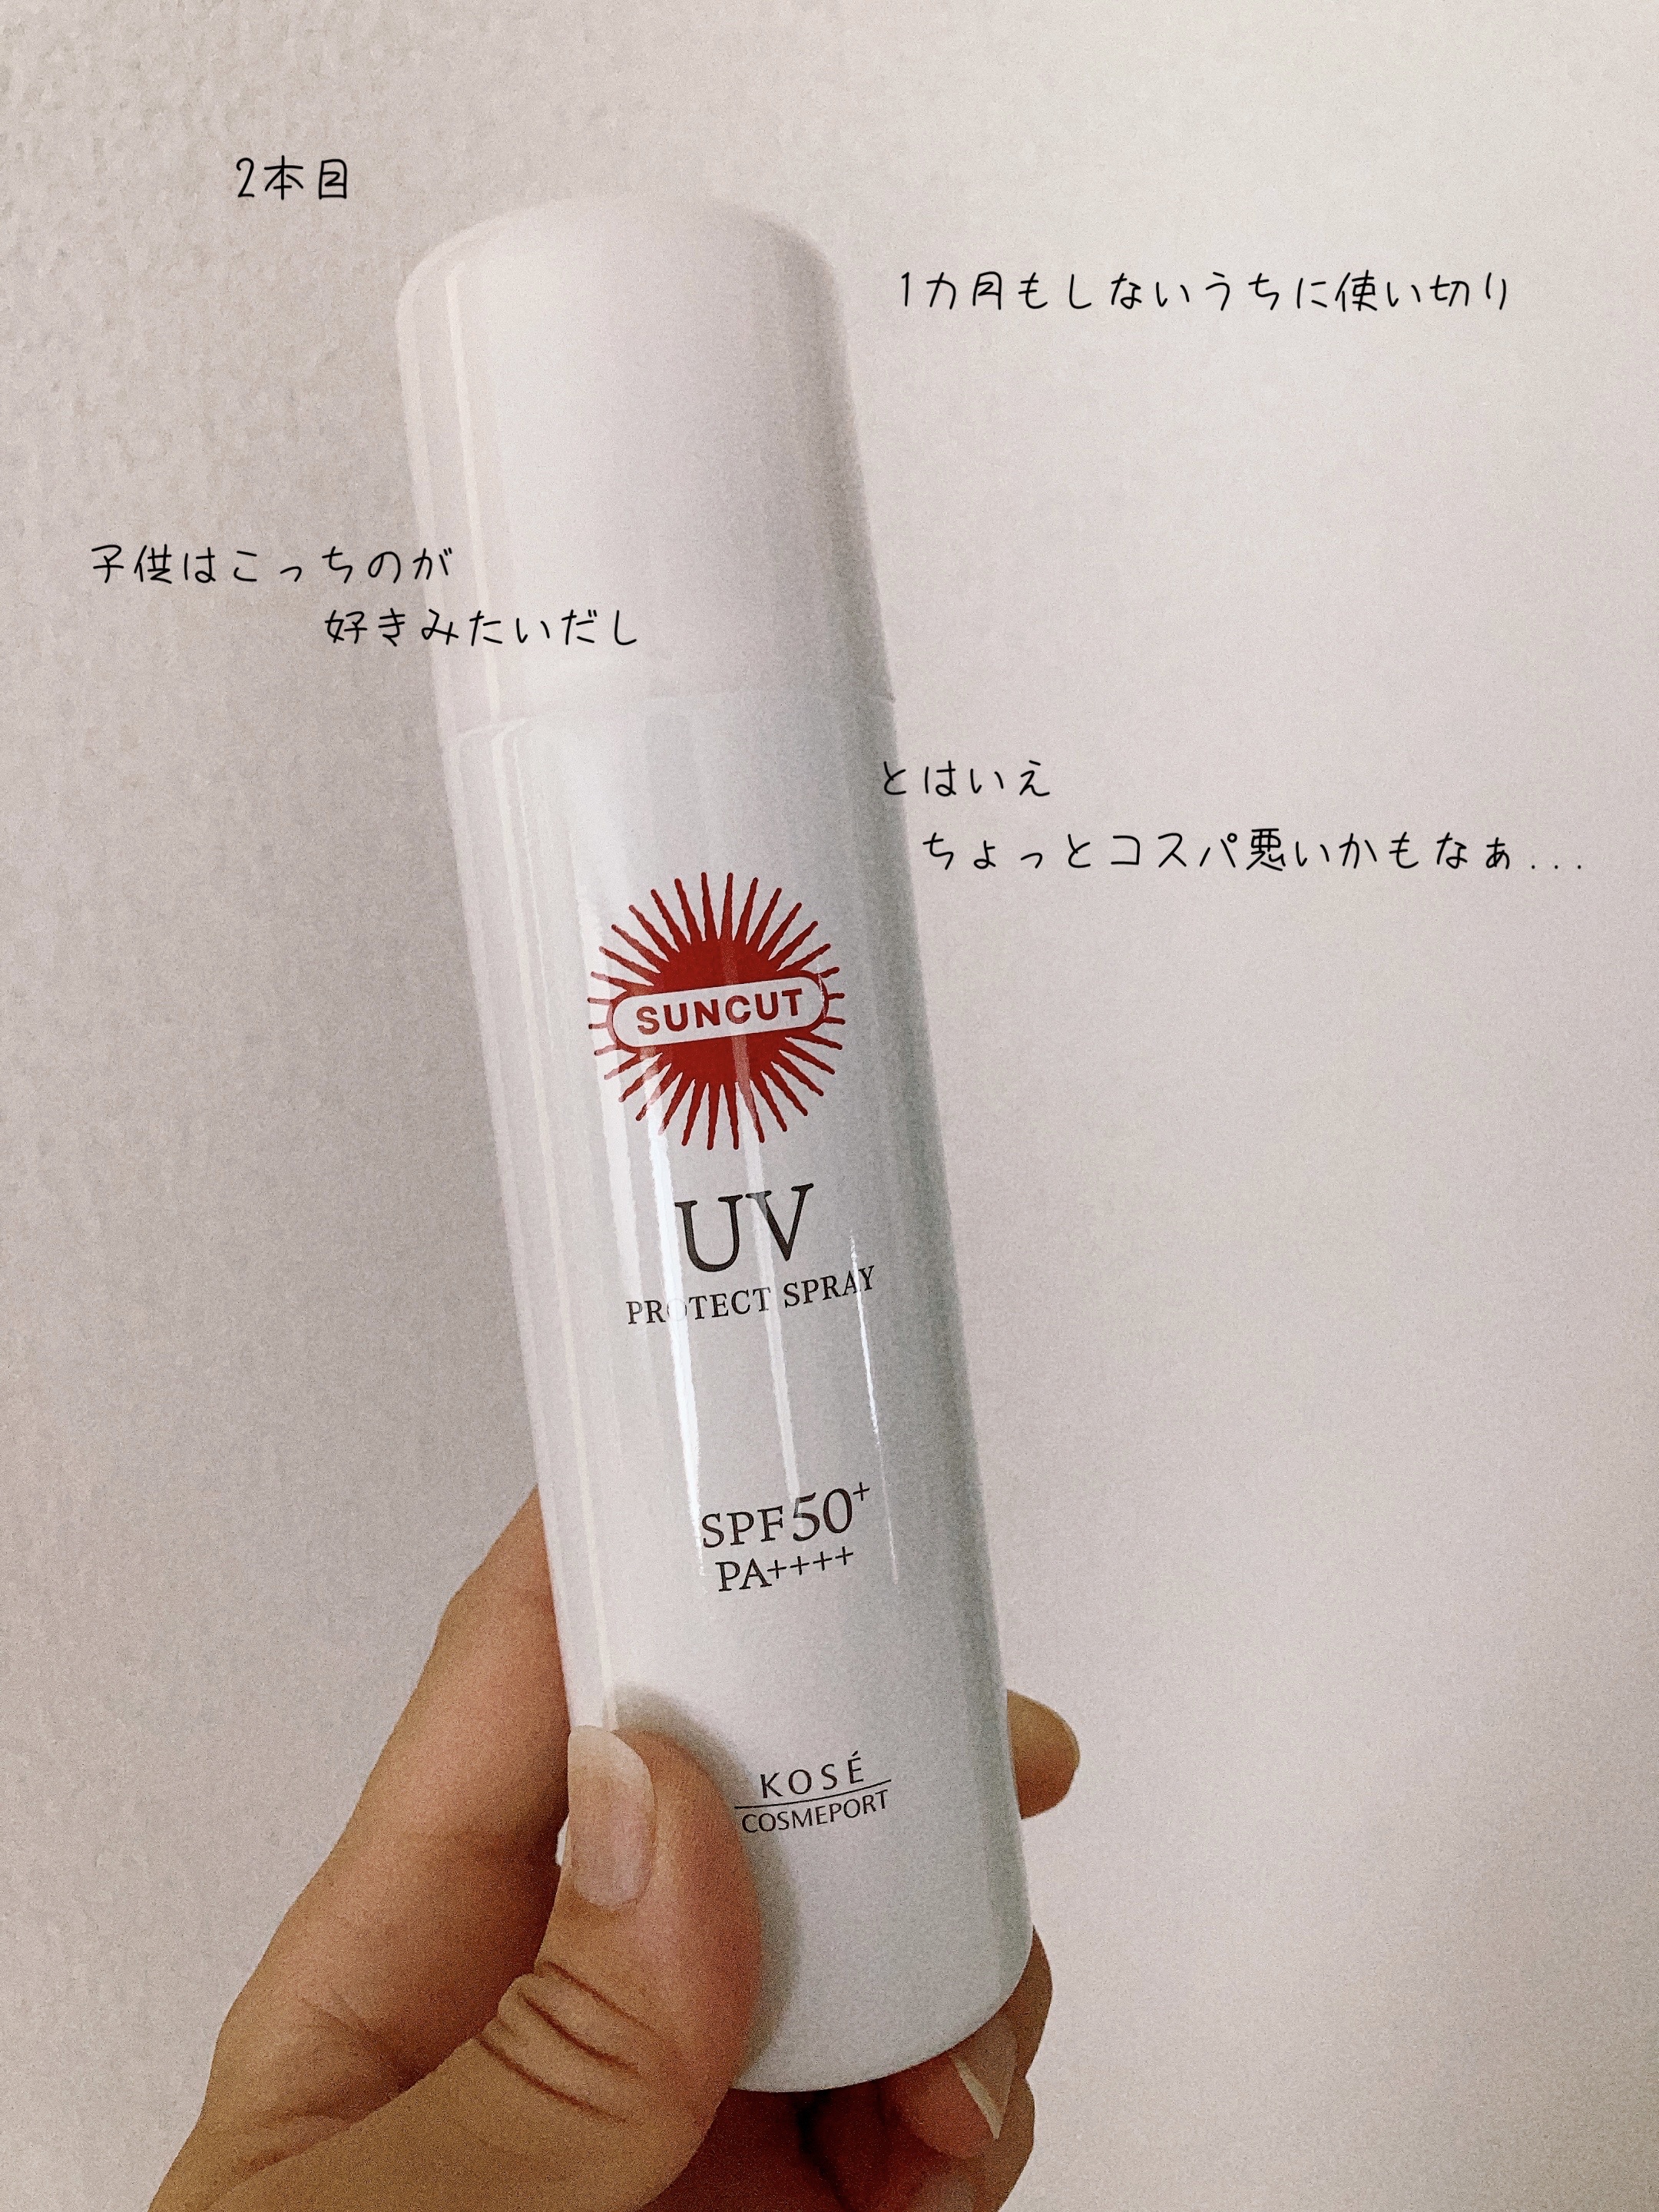 2本目
1カ月もしないうちに使い切り
子供はこっちのが
好きみたいだし
とはいえ
ちょっとコスパ悪いかもなぁ...
SUNCUT
UV
PROTECT SPRAY
SPF50+
PA++++
KOSÉ
COSMEPORT